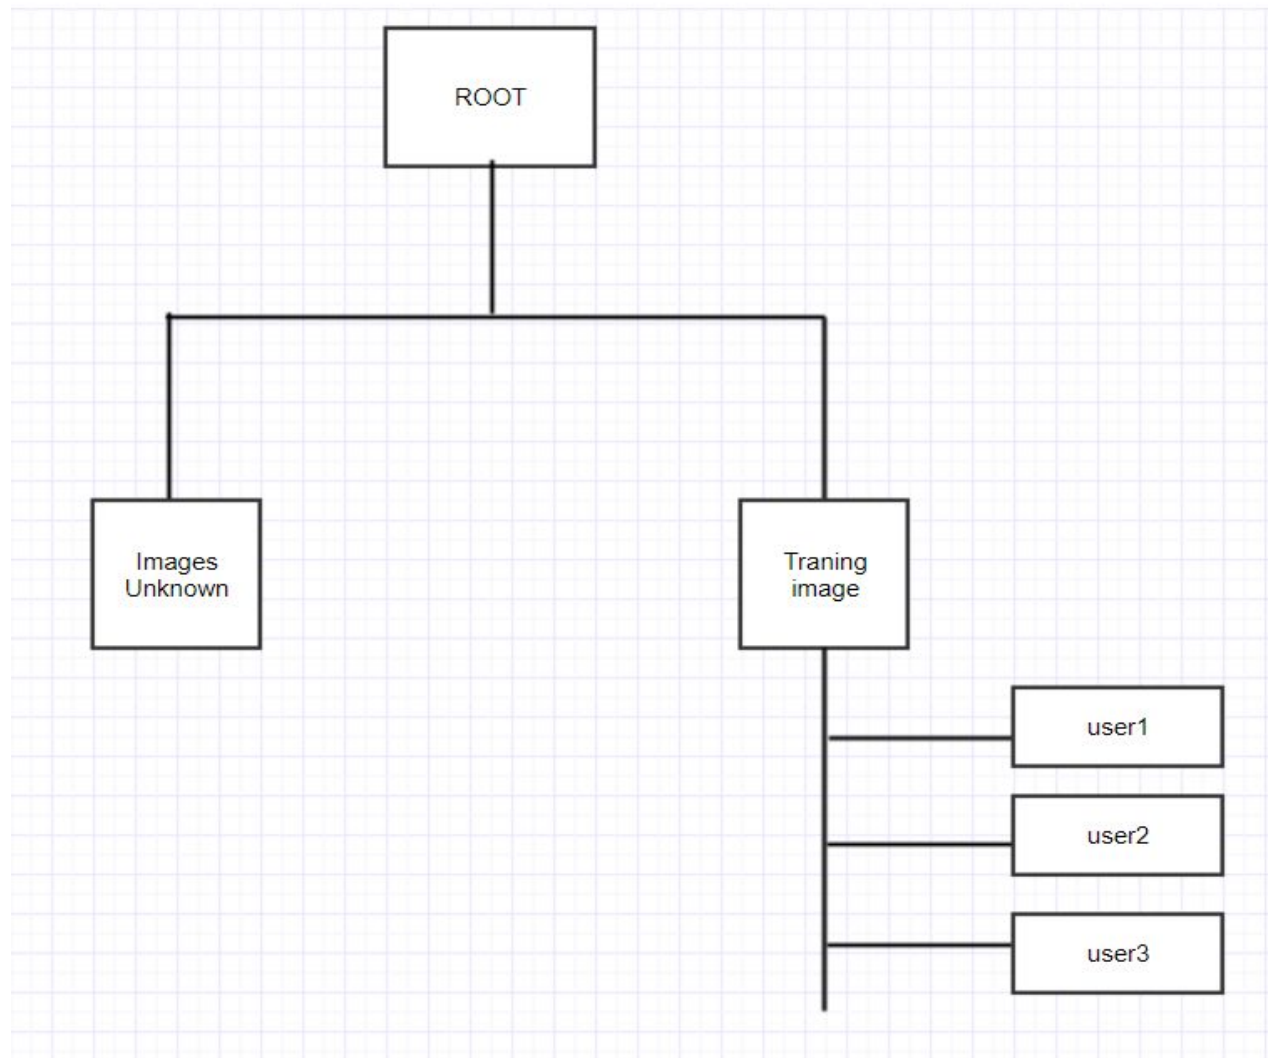 ROOT
Images
Unknown
Traning
image
user1
user2
user3